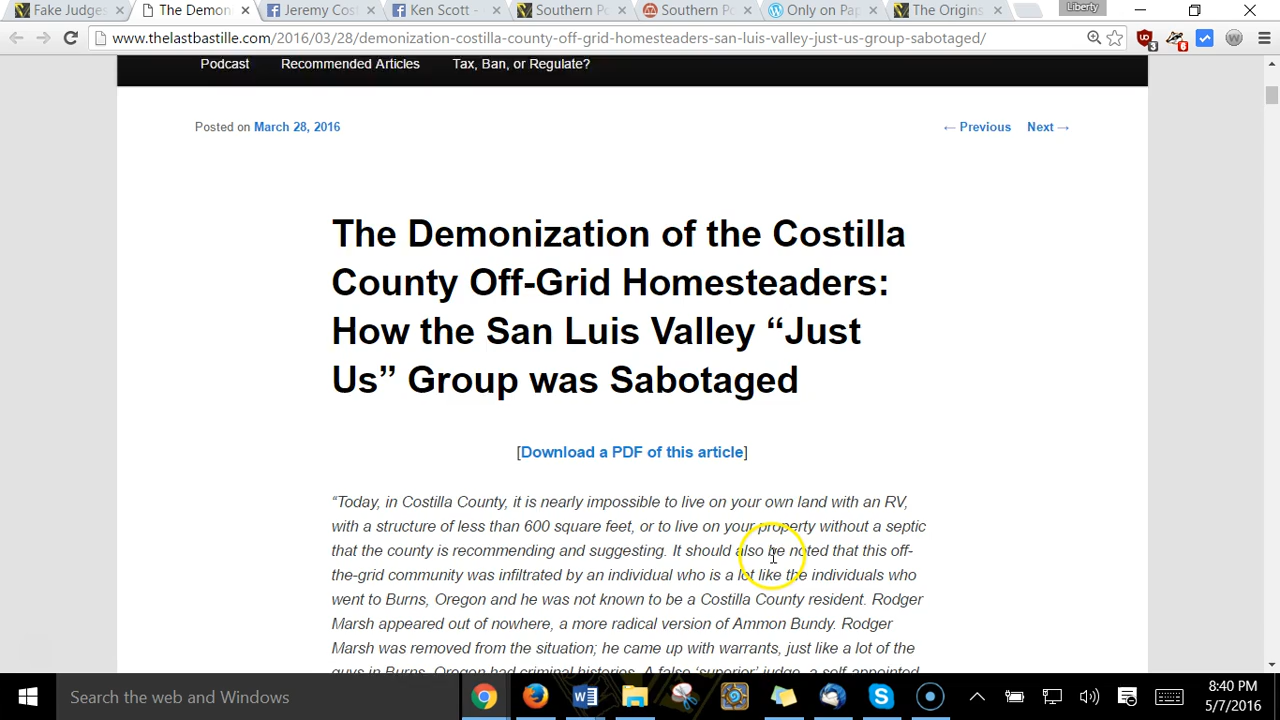 Fake Judges
The Demon
Jeremy Cost
Ken Scott -
Southern Po
Southern Po
Only on Pap
The Origins
Liberty
www.thelastbastille.com/2016/03/28/demonization-costilla-county-off-grid-homesteaders-san-luis-valley-just-us-group-sabotaged/
3
6
Podcast Recommended Articles Tax, Ban, or Regulate?
Posted on March 28, 2016
← Previous Next →
The Demonization of the Costilla
County Off-Grid Homesteaders:
How the San Luis Valley “Just
Us” Group was Sabotaged
[Download a PDF of this article]
“Today, in Costilla County, it is nearly impossible to live on your own land with an RV,
with a structure of less than 600 square feet, or to live on your property without a septic
that the county is recommending and suggesting. It should also be noted that this off-
the-grid community was infiltrated by an individual who is a lot like the individuals who
went to Burns, Oregon and he was not known to be a Costilla County resident. Rodger
Marsh appeared out of nowhere, a more radical version of Ammon Bundy. Rodger
Marsh was removed from the situation; he came up with warrants, just like a lot of the
guys in Burns, Oregon had criminal histories. A false ‘superior’ judge, a self-appointed
Search the web and Windows
8:40 PM
5/7/2016